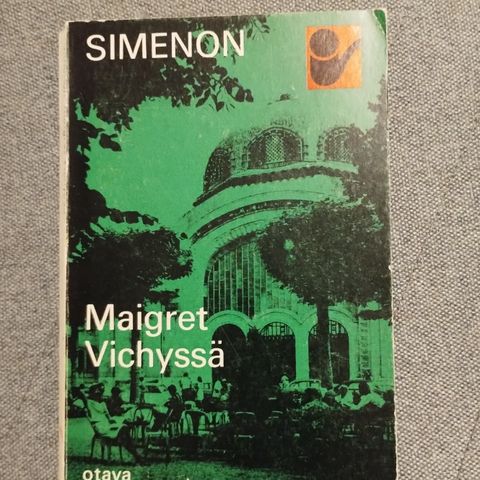 SIMENON
Maigret
Vichyssä
otava